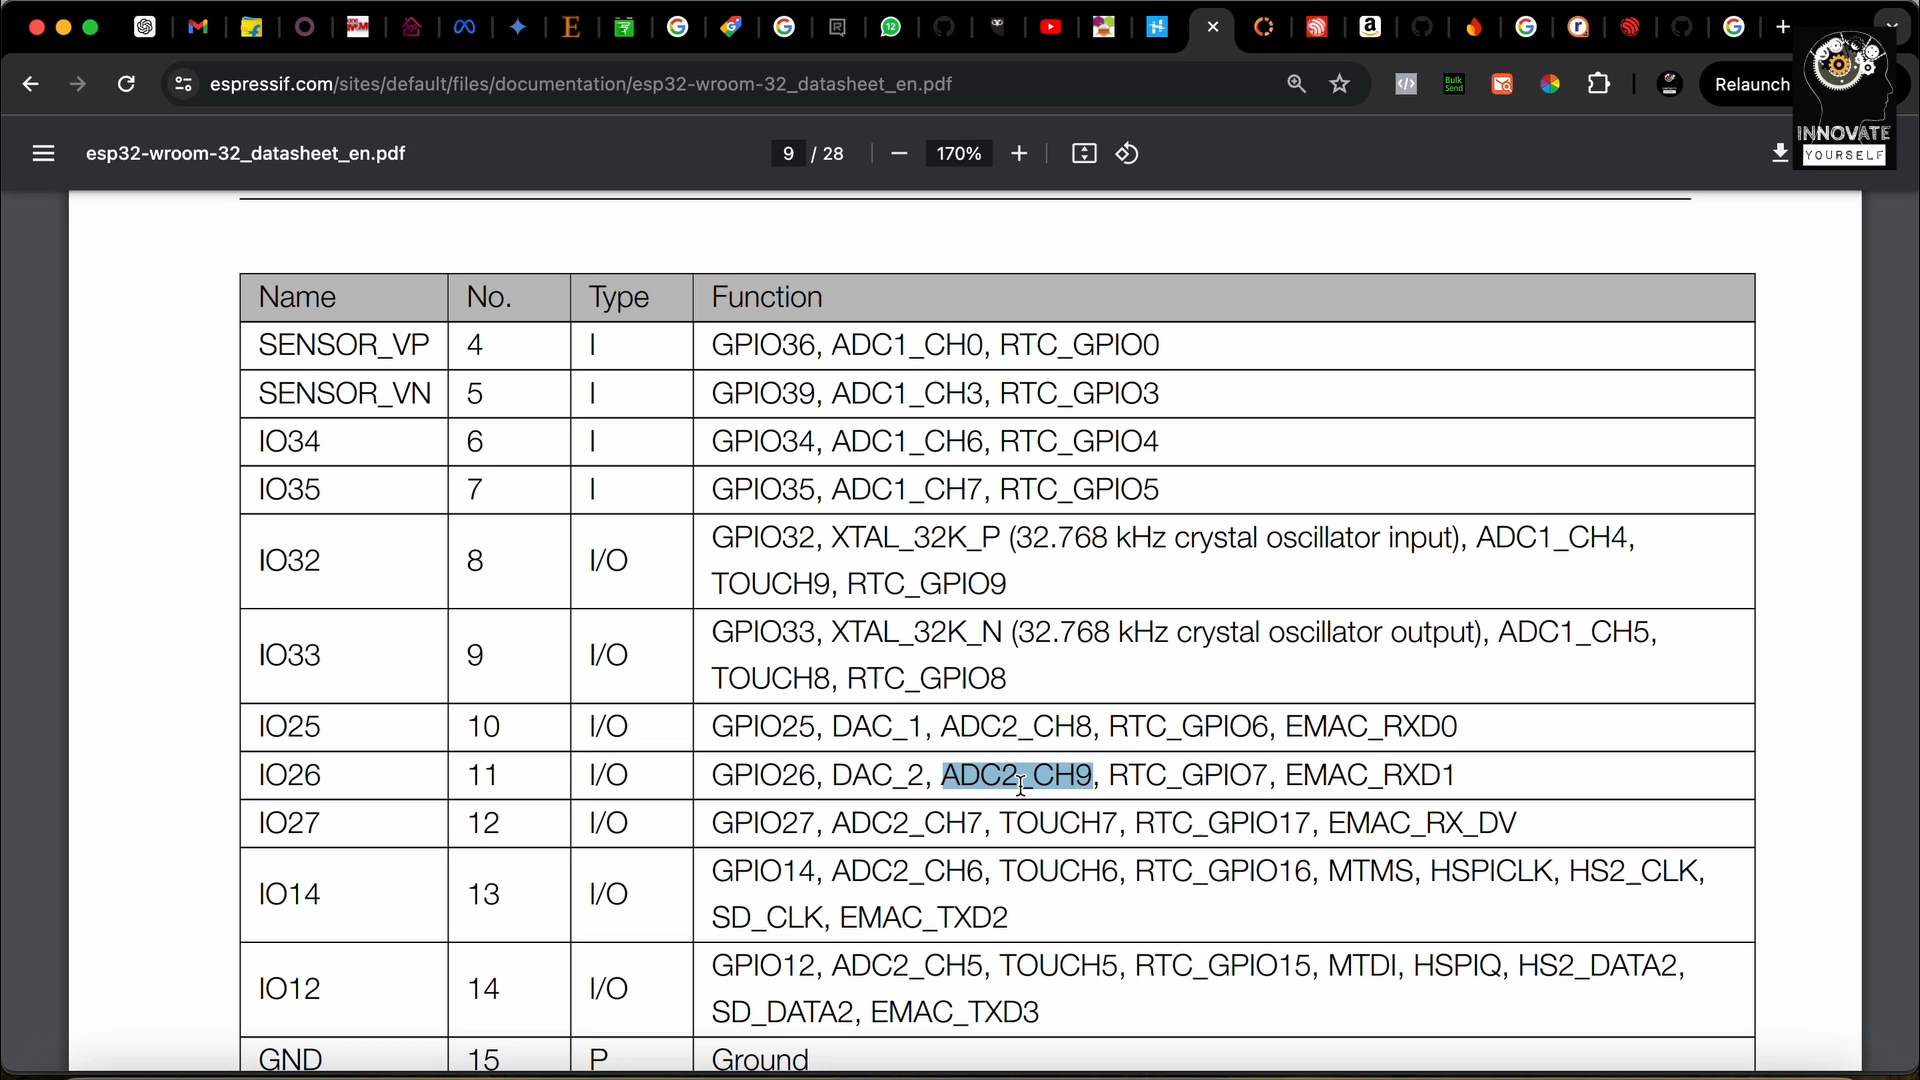 espressif.com/sites/default/files/documentation/esp32-wroom-32_datasheet_en.pdf
Bulk
Send
Relaunch
INNOVATE
YOURSELF
esp32-wroom-32_datasheet_en.pdf
9 / 28
170%
Name No. Type Function
SENSOR_VP 4 I GPIO36, ADC1_CH0, RTC_GPIO0
SENSOR_VN 5 I GPIO39, ADC1_CH3, RTC_GPIO3
IO34 6 I GPIO34, ADC1_CH6, RTC_GPIO4
IO35 7 I GPIO35, ADC1_CH7, RTC_GPIO5
IO32 8 I/O GPIO32, XTAL_32K_P (32.768 kHz crystal oscillator input), ADC1_CH4,
TOUCH9, RTC_GPIO9
IO33 9 I/O GPIO33, XTAL_32K_N (32.768 kHz crystal oscillator output), ADC1_CH5,
TOUCH8, RTC_GPIO8
IO25 10 I/O GPIO25, DAC_1, ADC2_CH8, RTC_GPIO6, EMAC_RXD0
IO26 11 I/O GPIO26, DAC_2, ADC2_CH9, RTC_GPIO7, EMAC_RXD1
IO27 12 I/O GPIO27, ADC2_CH7, TOUCH7, RTC_GPIO17, EMAC_RX_DV
IO14 13 I/O GPIO14, ADC2_CH6, TOUCH6, RTC_GPIO16, MTMS, HSPICLK, HS2_CLK,
SD_CLK, EMAC_TXD2
IO12 14 I/O GPIO12, ADC2_CH5, TOUCH5, RTC_GPIO15, MTDI, HSPIQ, HS2_DATA2,
SD_DATA2, EMAC_TXD3
GND 15 P Ground